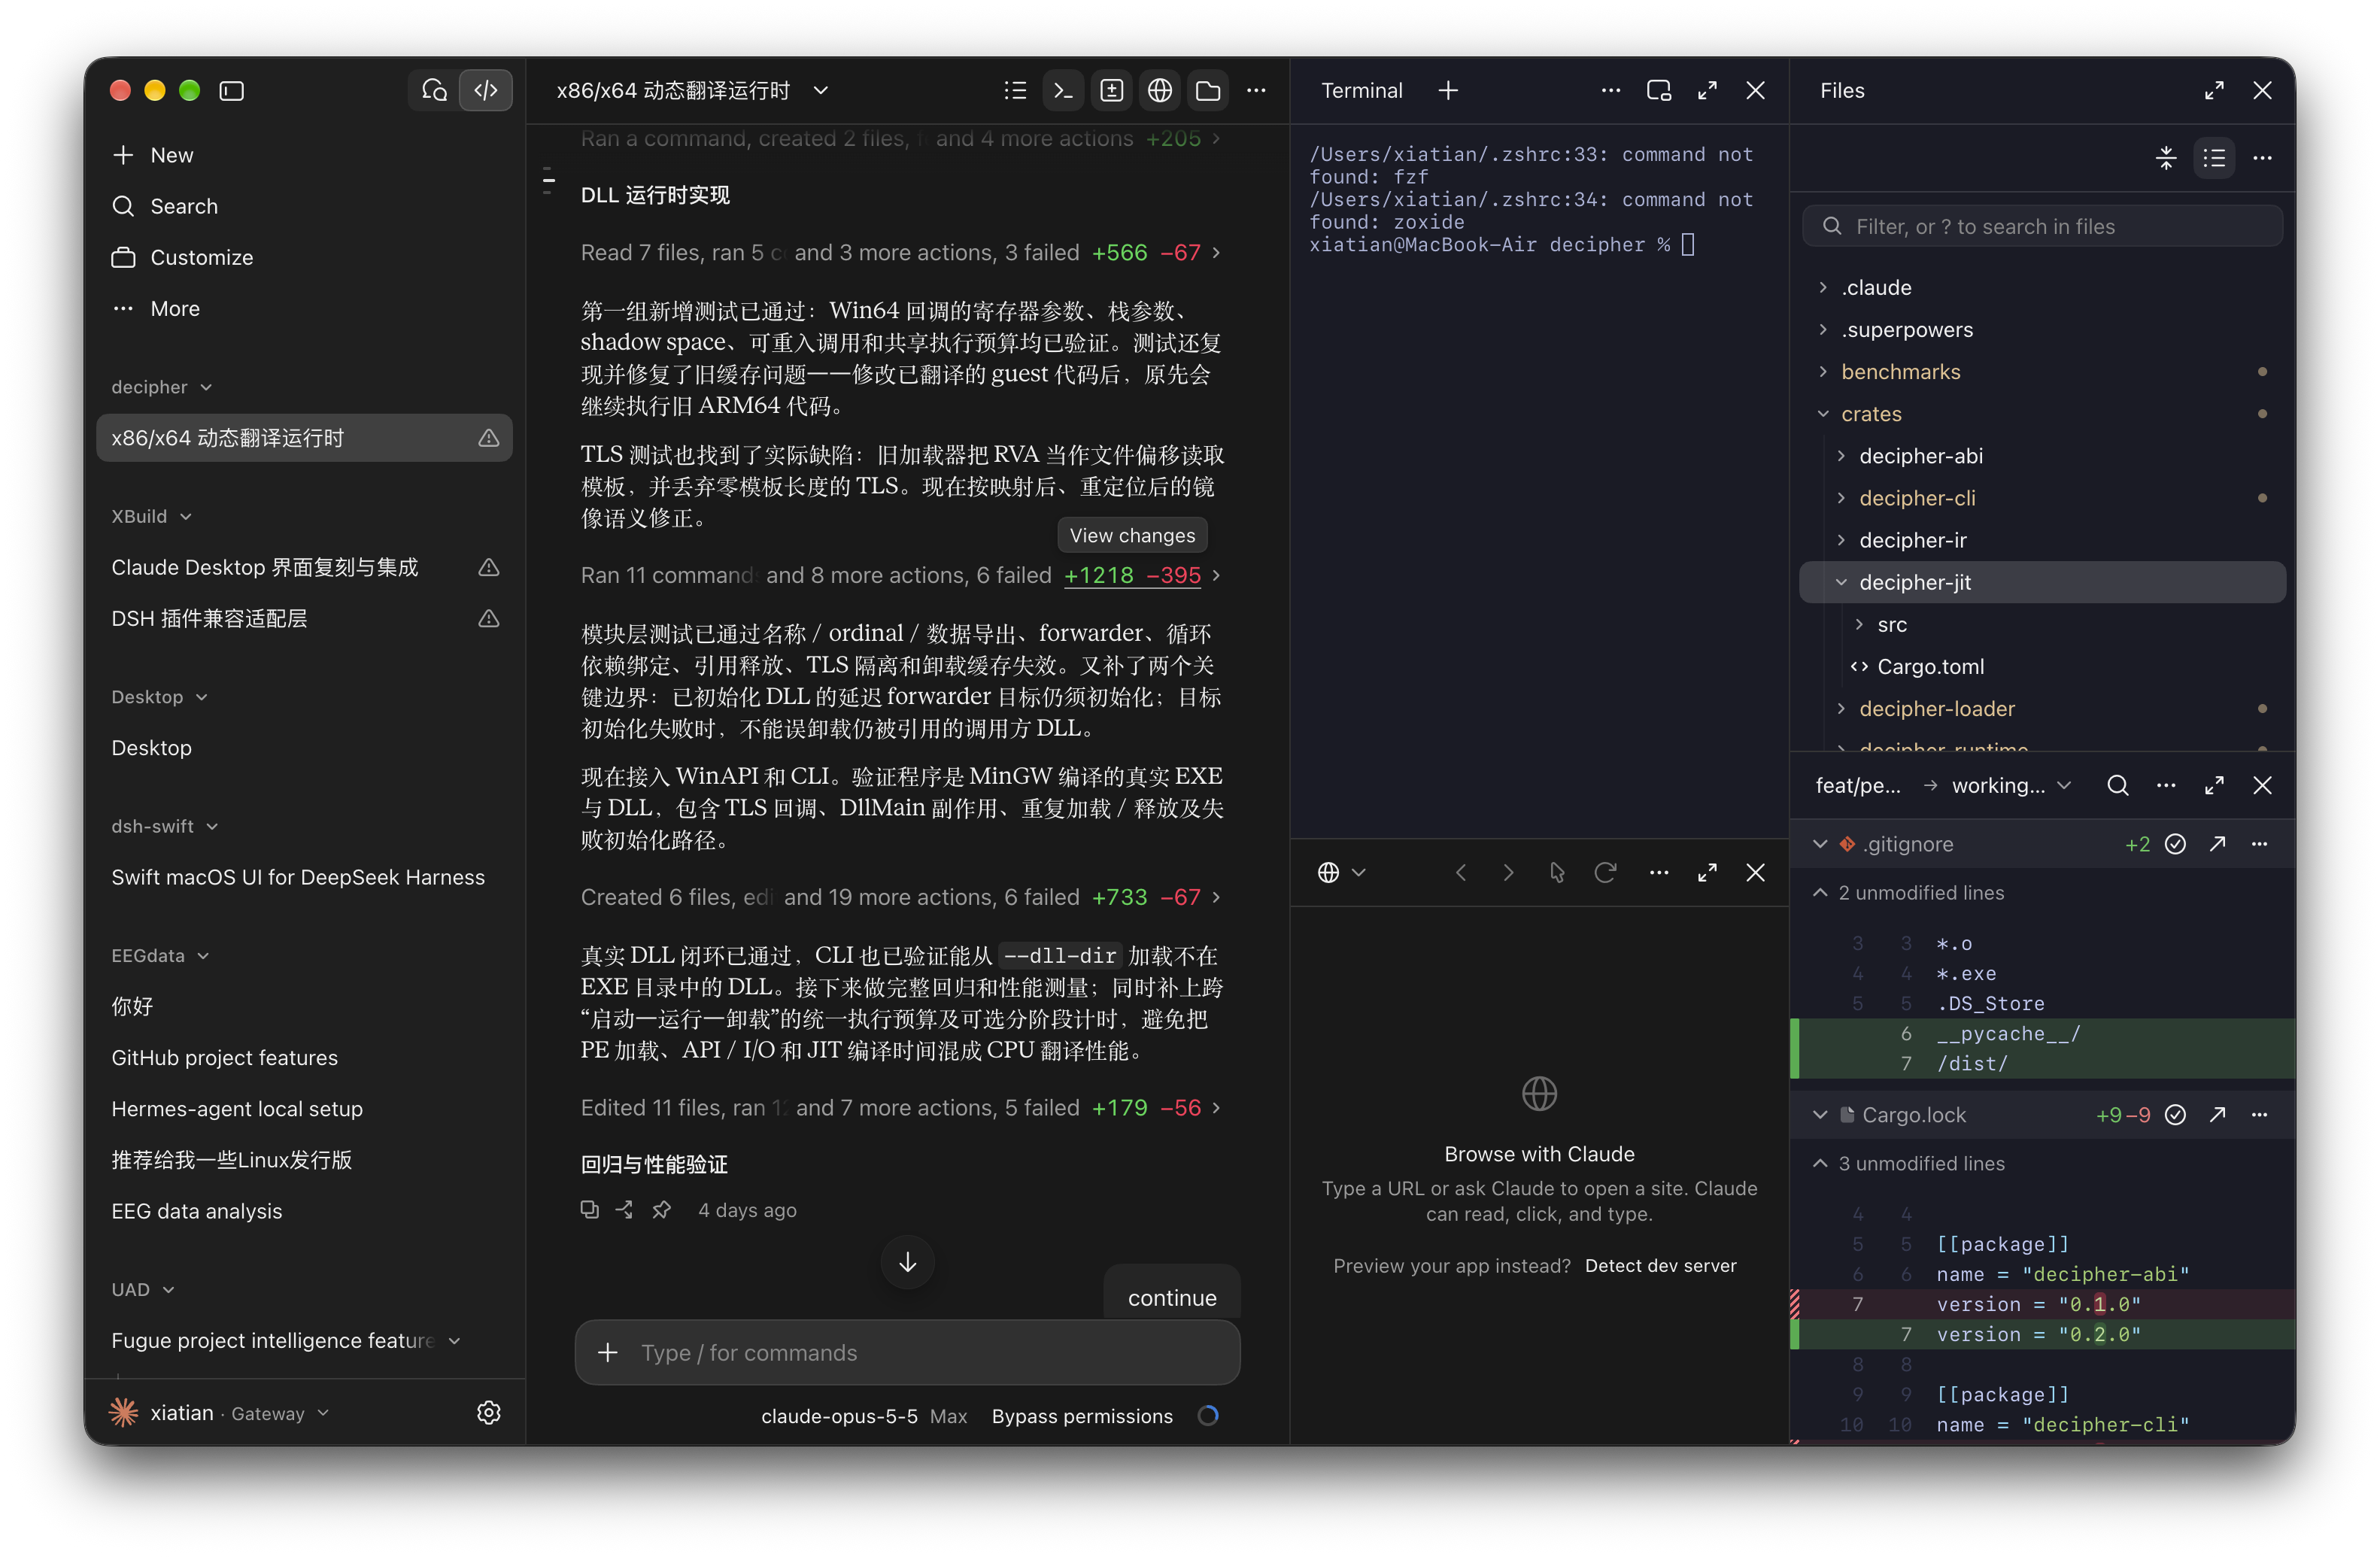 New
Search
Customize
More
decipher
x86/x64 动态翻译运行时
XBuild
Claude Desktop 界面复刻与集成
DSH 插件兼容适配层
Desktop
Desktop
dsh-swift
Swift macOS UI for DeepSeek Harness
EEGdata
你好
GitHub project features
Hermes-agent local setup
推荐给我一些Linux发行版
EEG data analysis
UAD
Fugue project intelligence feature
xiatian · Gateway
x86/x64 动态翻译运行时
Ran a command, created 2 files, and 4 more actions +205
DLL 运行时实现
Read 7 files, ran 5 and 3 more actions, 3 failed +566 −67
第一组新增测试已通过：Win64 回调的寄存器参数、栈参数、
shadow space、可重入调用和共享执行预算均已验证。测试还复
现并修复了旧缓存问题——修改已翻译的 guest 代码后，原先会
继续执行旧 ARM64 代码。
TLS 测试也找到了实际缺陷：旧加载器把 RVA 当作文件偏移读取
模板，并丢弃零模板长度的 TLS。现在按映射后、重定位后的镜
像语义修正。
View changes
Ran 11 command and 8 more actions, 6 failed +1218 −395
模块层测试已通过名称 / ordinal / 数据导出、forwarder、循环
依赖绑定、引用释放、TLS 隔离和卸载缓存失效。又补了两个关
键边界：已初始化 DLL 的延迟 forwarder 目标仍须初始化；目标
初始化失败时，不能误卸载仍被引用的调用方 DLL。
现在接入 WinAPI 和 CLI。验证程序是 MinGW 编译的真实 EXE
与 DLL，包含 TLS 回调、DllMain 副作用、重复加载 / 释放及失
败初始化路径。
Created 6 files, edi and 19 more actions, 6 failed +733 −67
真实 DLL 闭环已通过，CLI 也已验证能从 --dll-dir 加载不在
EXE 目录中的 DLL。接下来做完整回归和性能测量；同时补上跨
“启动—运行—卸载”的统一执行预算及可选分阶段计时，避免把
PE 加载、API / I/O 和 JIT 编译时间混成 CPU 翻译性能。
Edited 11 files, ran 12 and 7 more actions, 5 failed +179 −56
回归与性能验证
4 days ago
continue
Type / for commands
claude-opus-5-5 Max Bypass permissions
Terminal
/Users/xiatian/.zshrc:33: command not
found: fzf
/Users/xiatian/.zshrc:34: command not
found: zoxide
xiatian@MacBook-Air decipher %
Browse with Claude
Type a URL or ask Claude to open a site. Claude
can read, click, and type.
Preview your app instead? Detect dev server
Files
Filter, or ? to search in files
.claude
.superpowers
benchmarks
crates
decipher-abi
decipher-cli
decipher-ir
decipher-jit
src
Cargo.toml
decipher-loader
decipher-runtime
feat/pe... → working...
.gitignore +2
2 unmodified lines
3 3 *.o
4 4 *.exe
5 5 .DS_Store
6 __pycache__/
7 /dist/
Cargo.lock +9 −9
3 unmodified lines
4 4
5 5 [[package]]
6 6 name = "decipher-abi"
7 version = "0.1.0"
7 version = "0.2.0"
8 8
9 9 [[package]]
10 10 name = "decipher-cli"